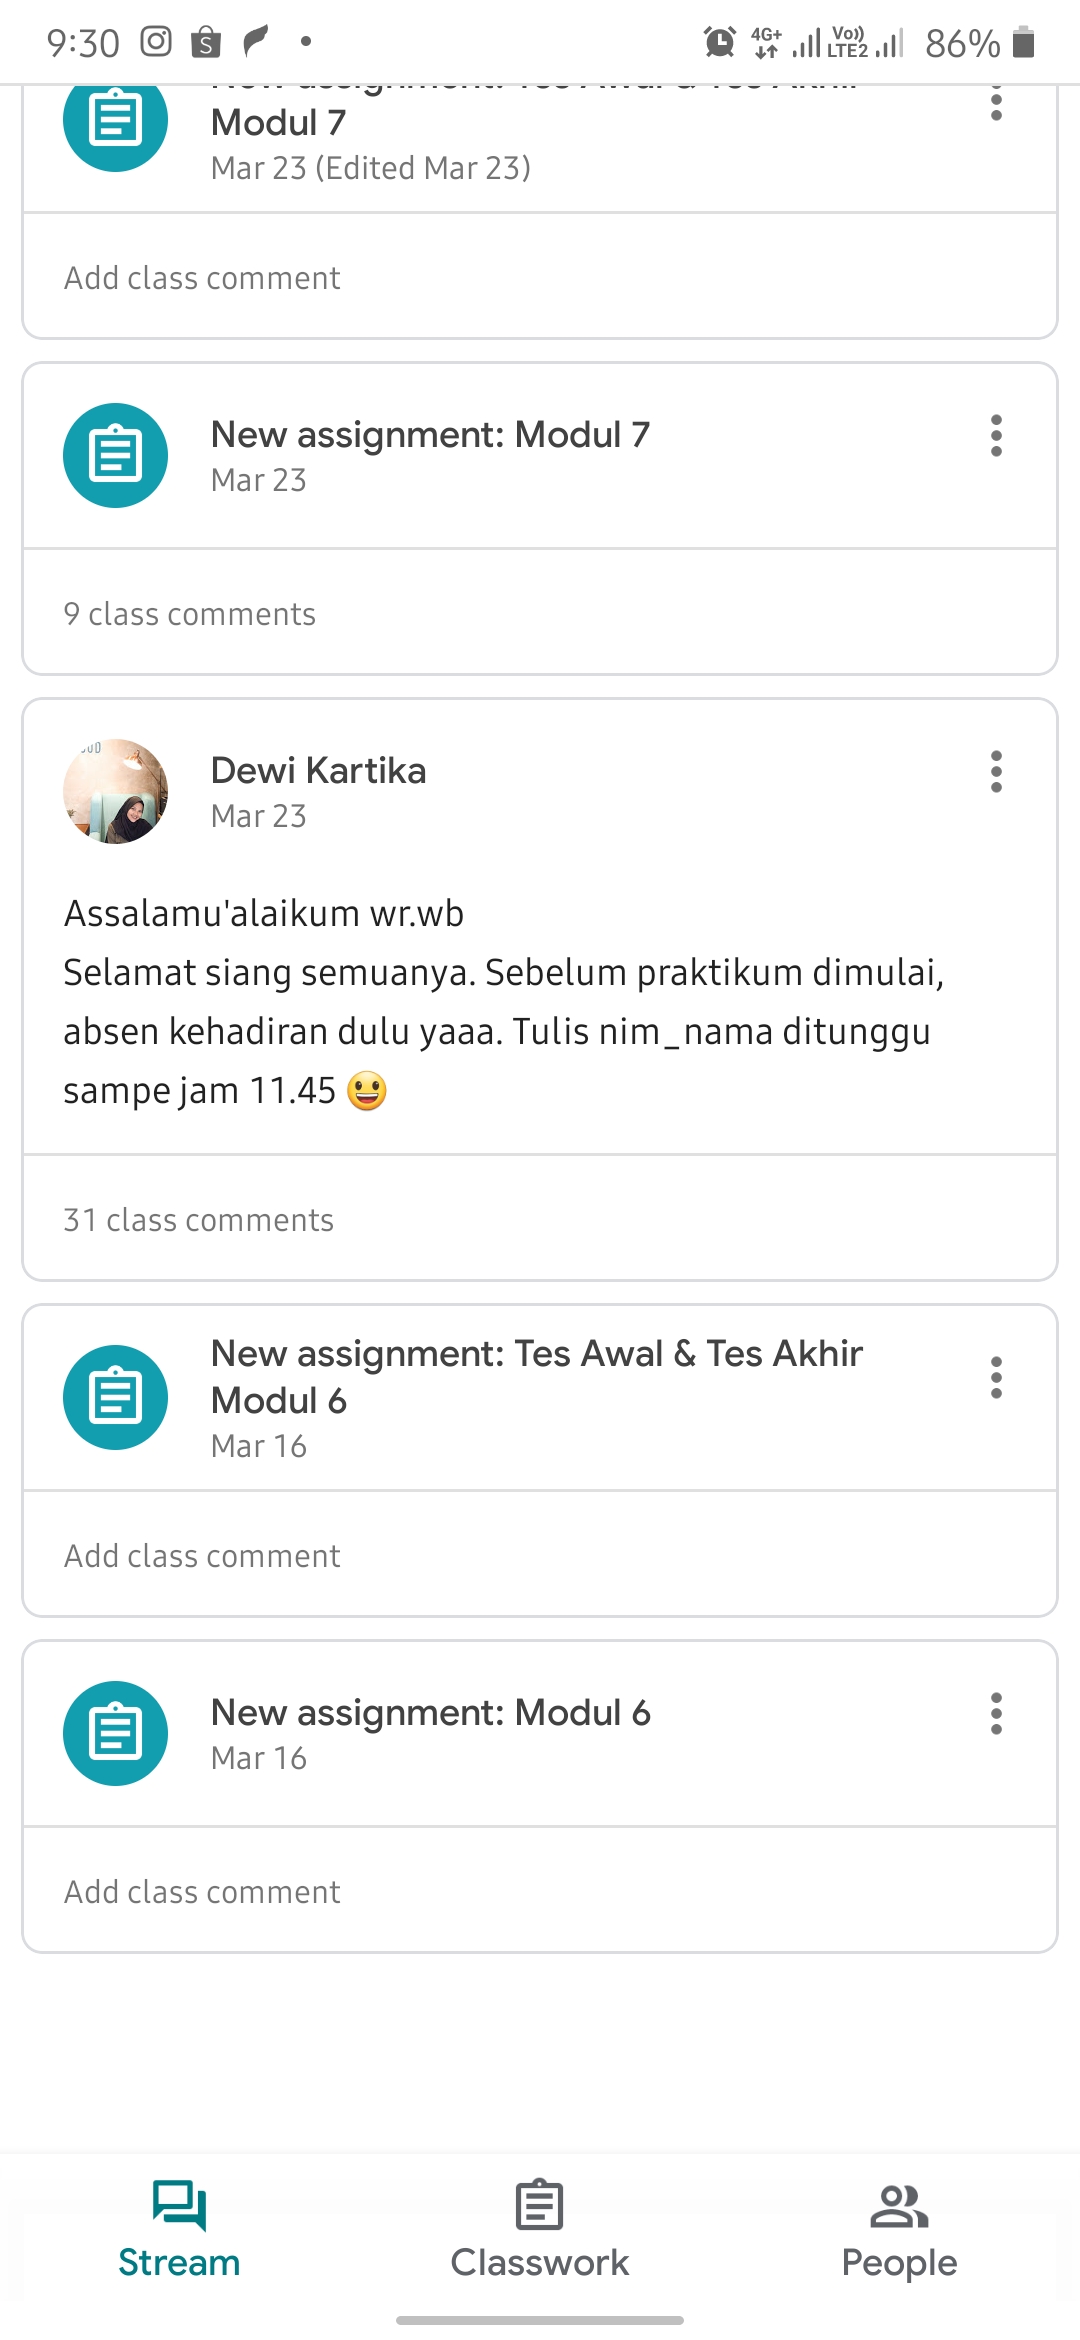 9:30
4G+
Vo))
LTE2
86%
Modul 7
Mar 23 (Edited Mar 23)
Add class comment
New assignment: Modul 7
Mar 23
9 class comments
Dewi Kartika
Mar 23
Assalamu'alaikum wr.wb
Selamat siang semuanya. Sebelum praktikum dimulai,
absen kehadiran dulu yaaa. Tulis nim_nama ditunggu
sampe jam 11.45 😃
31 class comments
New assignment: Tes Awal & Tes Akhir
Modul 6
Mar 16
Add class comment
New assignment: Modul 6
Mar 16
Add class comment
Stream
Classwork
People